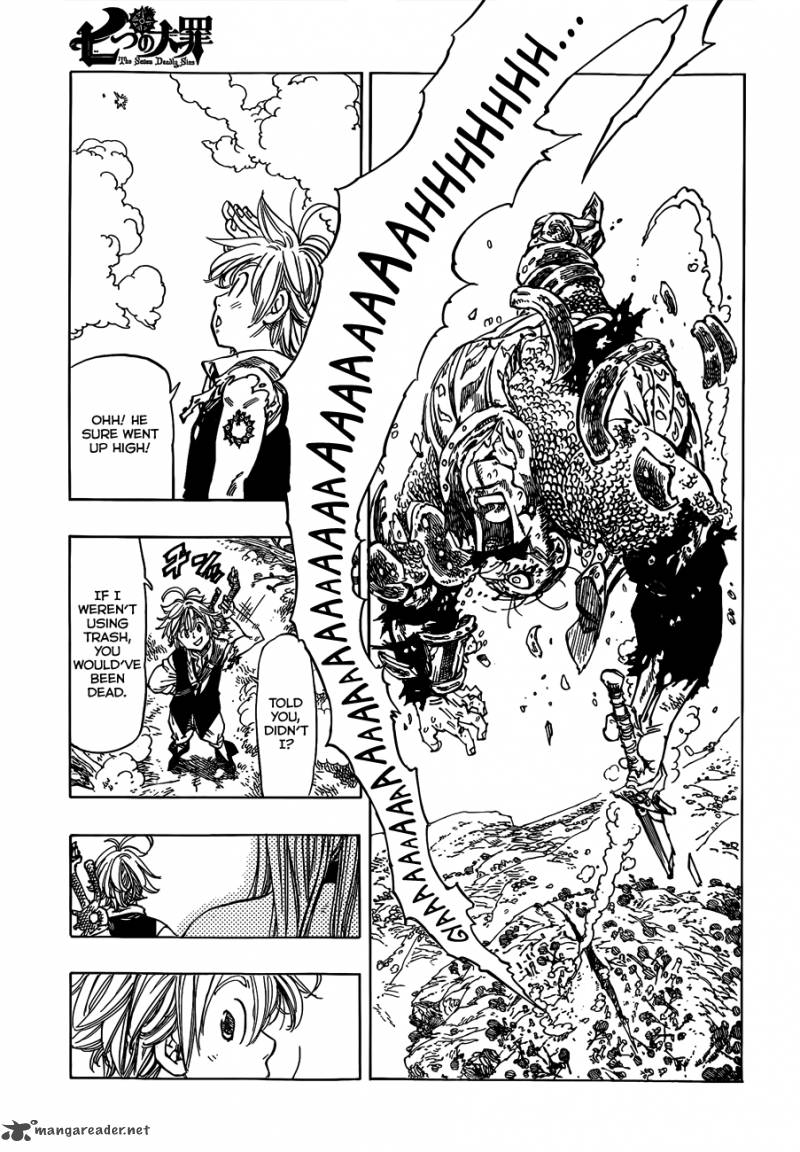 七つの大罪
The Seven Deadly Sins
GIAAAAAAAAAAAAAAAAAAAAAAAAAAHHHHHHHH...
OHH! HE
SURE WENT
UP HIGH!
IF I
WEREN'T
USING
TRASH,
YOU
WOULD'VE
BEEN
DEAD.
TOLD
YOU,
DIDN'T
I?
mangareader.net